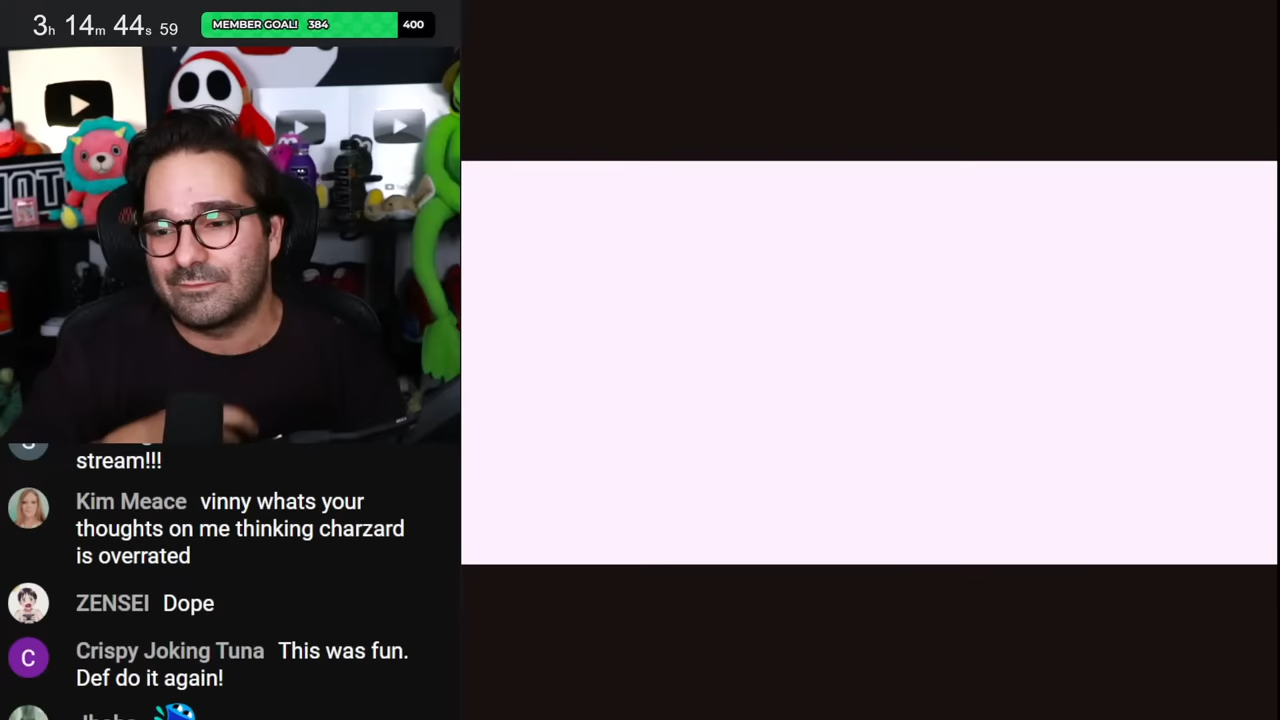 3h 14m 44s 59
MEMBER GOAL! 384
400
stream!!!
Kim Meace vinny whats your
thoughts on me thinking charzard
is overrated
ZENSEI Dope
C
Crispy Joking Tuna This was fun.
Def do it again!